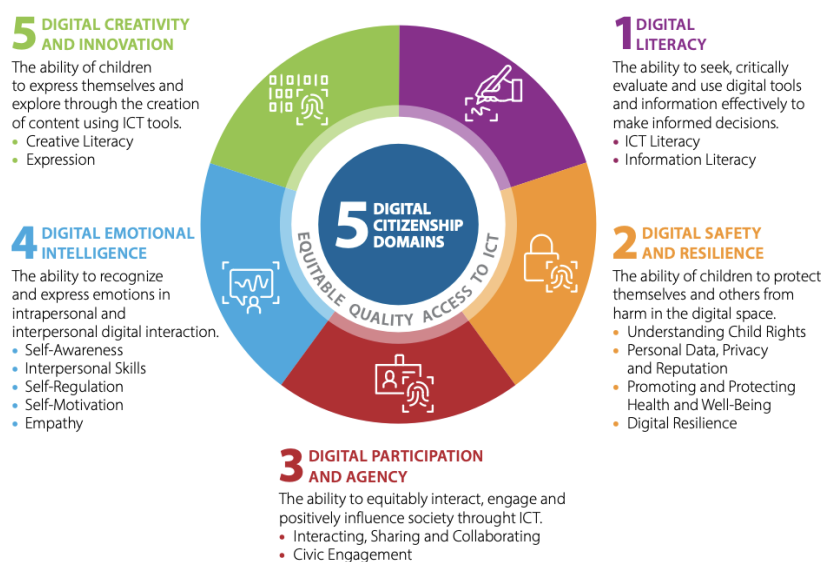 5 DIGITAL CREATIVITY
AND INNOVATION
The ability of children
to express themselves and
explore through the creation
of content using ICT tools.
• Creative Literacy
• Expression
1 DIGITAL
LITERACY
The ability to seek, critically
evaluate and use digital tools
and information effectively to
make informed decisions.
• ICT Literacy
• Information Literacy
5 DIGITAL
CITIZENSHIP
DOMAINS
EQUITABLE QUALITY ACCESS TO ICT
4 DIGITAL EMOTIONAL
INTELLIGENCE
The ability to recognize
and express emotions in
intrapersonal and
interpersonal digital interaction.
• Self-Awareness
• Interpersonal Skills
• Self-Regulation
• Self-Motivation
• Empathy
2 DIGITAL SAFETY
AND RESILIENCE
The ability of children to protect
themselves and others from
harm in the digital space.
• Understanding Child Rights
• Personal Data, Privacy
and Reputation
• Promoting and Protecting
Health and Well-Being
• Digital Resilience
3 DIGITAL PARTICIPATION
AND AGENCY
The ability to equitably interact, engage and
positively influence society throught ICT.
• Interacting, Sharing and Collaborating
• Civic Engagement